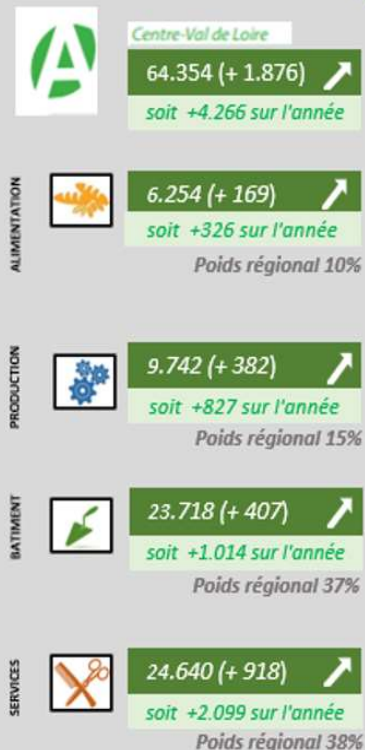 A
Centre-Val de Loire
64.354 (+ 1.876)
soit +4.266 sur l'année
ALIMENTATION
6.254 (+ 169)
soit +326 sur l'année
Poids régional 10%
PRODUCTION
9.742 (+ 382)
soit +827 sur l'année
Poids régional 15%
BATIMENT
23.718 (+ 407)
soit +1.014 sur l'année
Poids régional 37%
SERVICES
24.640 (+ 918)
soit +2.099 sur l'année
Poids régional 38%